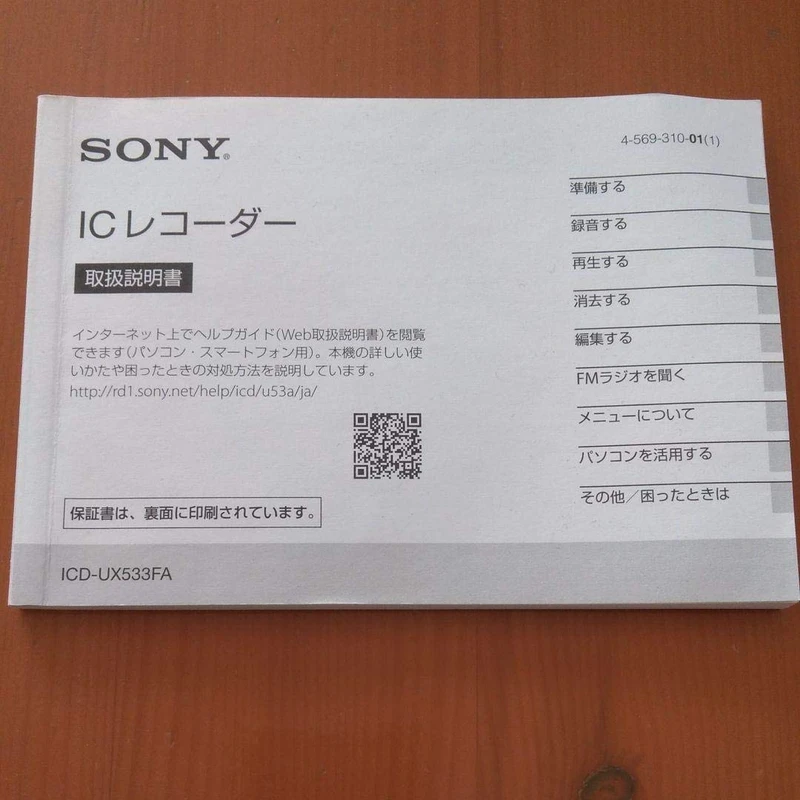 SONY®
4-569-310-01(1)
ICレコーダー
取扱説明書
インターネット上でヘルプガイド(Web取扱説明書)を閲覧
できます(パソコン・スマートフォン用)。本機の詳しい使
いかたや困ったときの対処方法を説明しています。
http://rd1.sony.net/help/icd/u53a/ja/
保証書は、裏面に印刷されています。
ICD-UX533FA
準備する
録音する
再生する
消去する
編集する
FMラジオを聞く
メニューについて
パソコンを活用する
その他/困ったときは